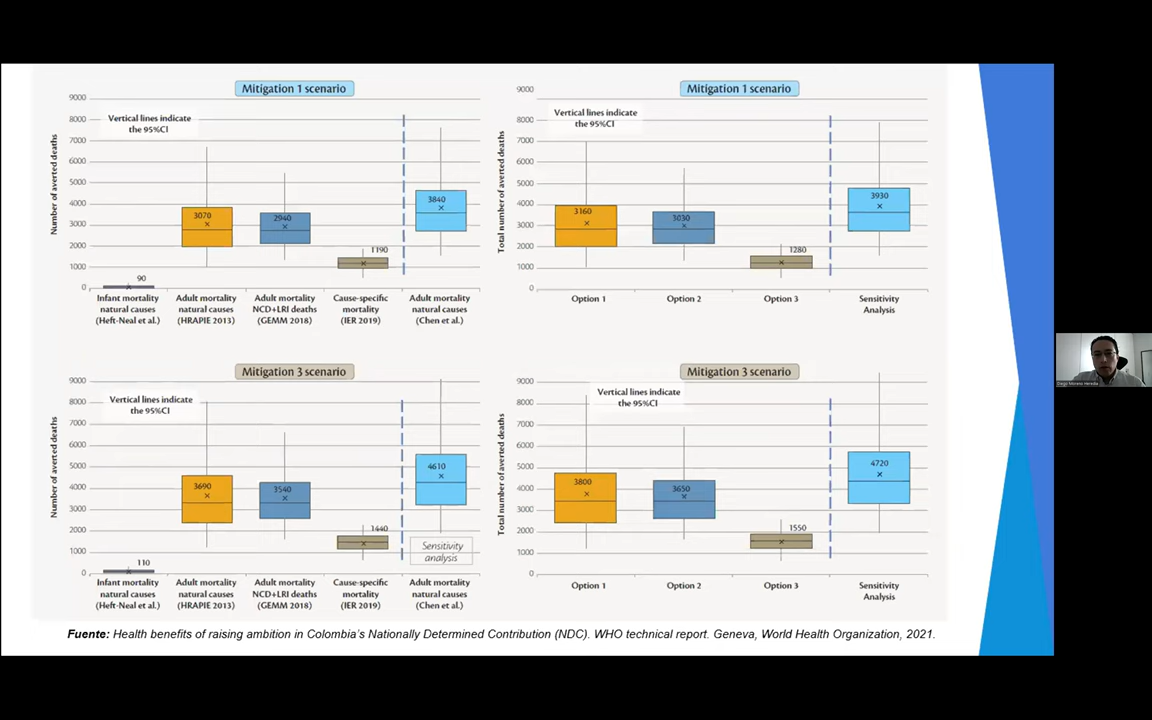 Mitigation 1 scenario
Number of averted deaths
9000
8000
7000
6000
5000
4000
3000
2000
1000
0
Vertical lines indicate
the 95%CI
90
3070
2940
1190
3840
Infant mortality
natural causes
(Heft-Neal et al.)
Adult mortality
natural causes
(HRAPIE 2013)
Adult mortality
NCD+LRI deaths
(GEMM 2018)
Cause-specific
mortality
(IER 2019)
Adult mortality
natural causes
(Chen et al.)
Mitigation 1 scenario
Total number of averted deaths
9000
8000
7000
6000
5000
4000
3000
2000
1000
0
Vertical lines indicate
the 95%CI
3160
3030
1280
3930
Option 1
Option 2
Option 3
Sensitivity
Analysis
Mitigation 3 scenario
Number of averted deaths
9000
8000
7000
6000
5000
4000
3000
2000
1000
0
Vertical lines indicate
the 95%CI
110
3690
3540
1440
4610
Sensitivity
analysis
Infant mortality
natural causes
(Heft-Neal et al.)
Adult mortality
natural causes
(HRAPIE 2013)
Adult mortality
NCD+LRI deaths
(GEMM 2018)
Cause-specific
mortality
(IER 2019)
Adult mortality
natural causes
(Chen et al.)
Mitigation 3 scenario
Total number of averted deaths
9000
8000
7000
6000
5000
4000
3000
2000
1000
0
Vertical lines indicate
the 95%CI
3800
3650
1550
4720
Option 1
Option 2
Option 3
Sensitivity
Analysis
Fuente: Health benefits of raising ambition in Colombia's Nationally Determined Contribution (NDC). WHO technical report. Geneva, World Health Organization, 2021.
Diego Moreno Heredia